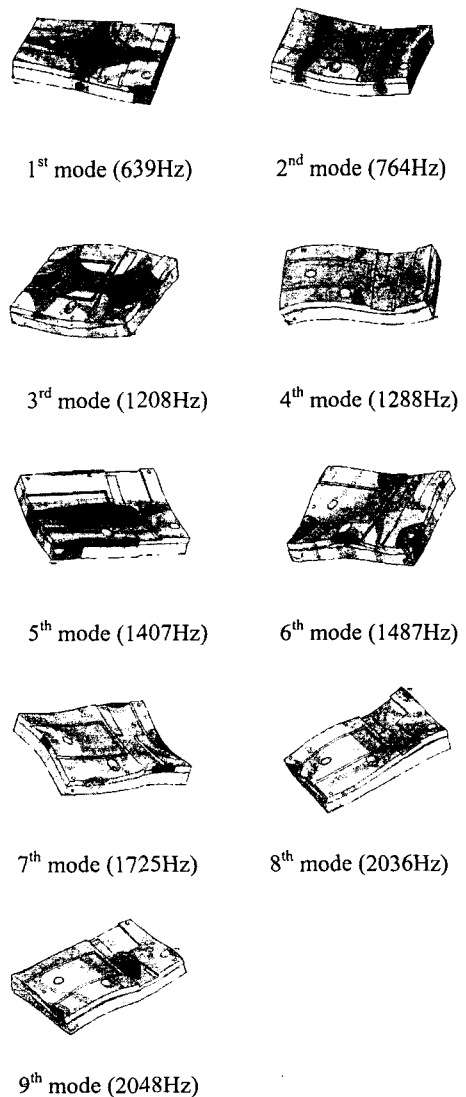 1st mode (639Hz)
2nd mode (764Hz)
3rd mode (1208Hz)
4th mode (1288Hz)
5th mode (1407Hz)
6th mode (1487Hz)
7th mode (1725Hz)
8th mode (2036Hz)
9th mode (2048Hz)